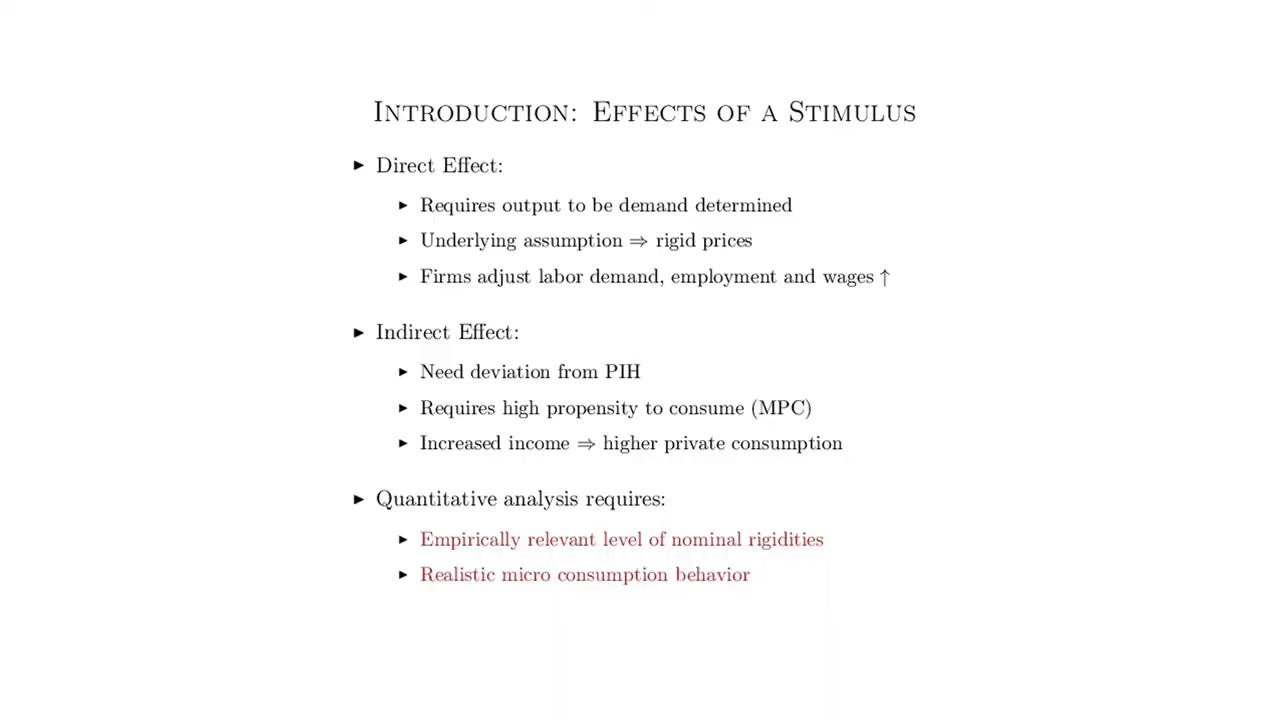 Introduction: Effects of a Stimulus
▶ Direct Effect:
▶ Requires output to be demand determined
▶ Underlying assumption ⇒ rigid prices
▶ Firms adjust labor demand, employment and wages ↑
▶ Indirect Effect:
▶ Need deviation from PIH
▶ Requires high propensity to consume (MPC)
▶ Increased income ⇒ higher private consumption
▶ Quantitative analysis requires:
▶ Empirically relevant level of nominal rigidities
▶ Realistic micro consumption behavior